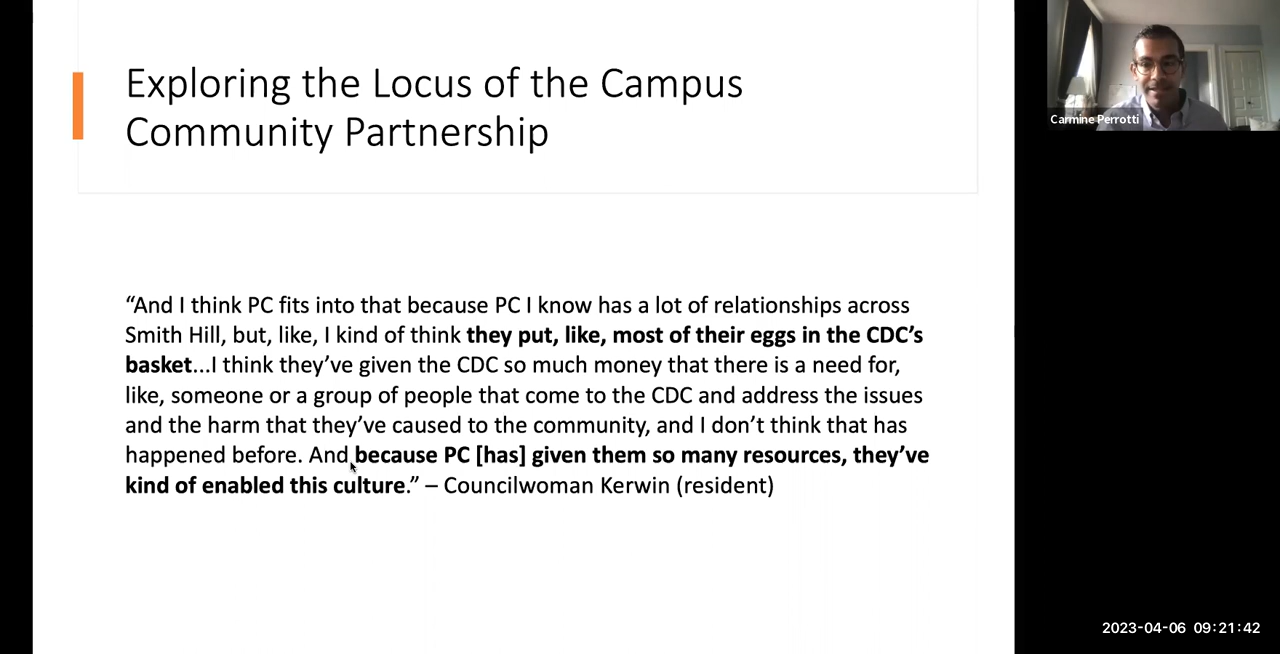 Exploring the Locus of the Campus
Community Partnership
“And I think PC fits into that because PC I know has a lot of relationships across
Smith Hill, but, like, I kind of think they put, like, most of their eggs in the CDC’s
basket...I think they’ve given the CDC so much money that there is a need for,
like, someone or a group of people that come to the CDC and address the issues
and the harm that they’ve caused to the community, and I don’t think that has
happened before. And because PC [has] given them so many resources, they’ve
kind of enabled this culture.” – Councilwoman Kerwin (resident)
Carmine Perrotti
2023-04-06 09:21:42